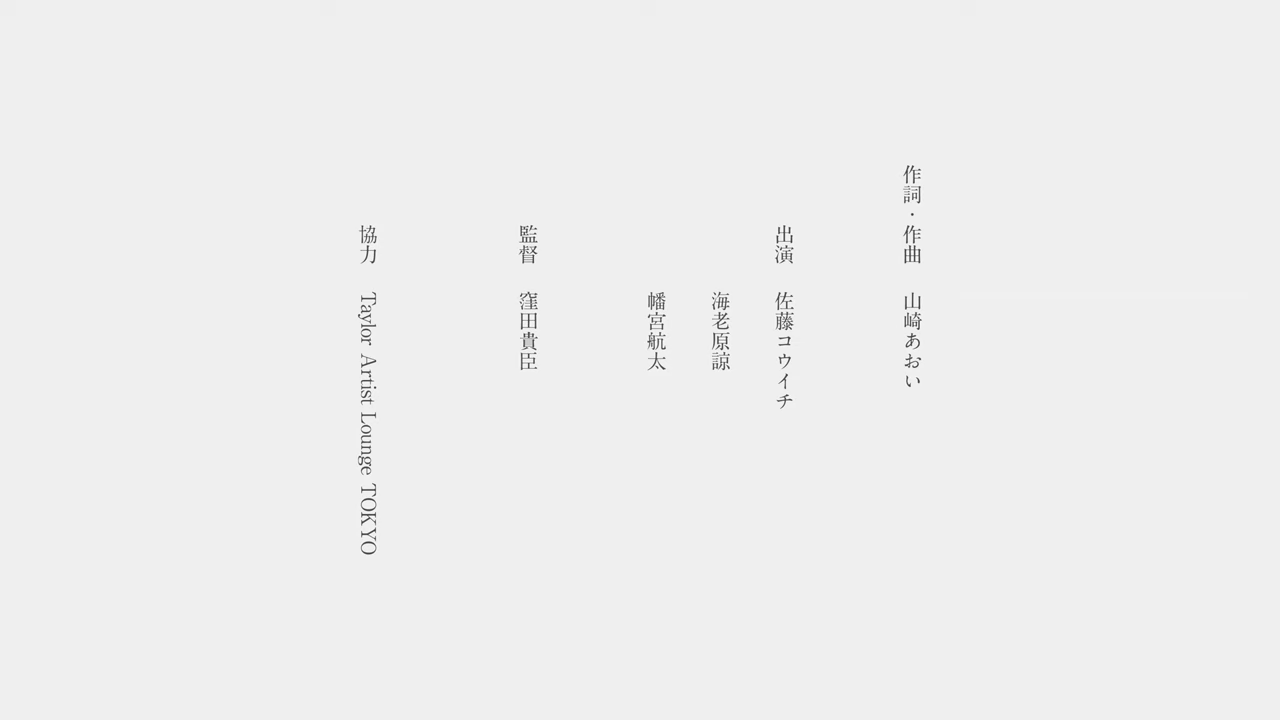 作詞・作曲　山崎あおい
出演　佐藤コウイチ
海老原諒
幡宮航太
監督　窪田貴臣
協力　Taylor Artist Lounge TOKYO